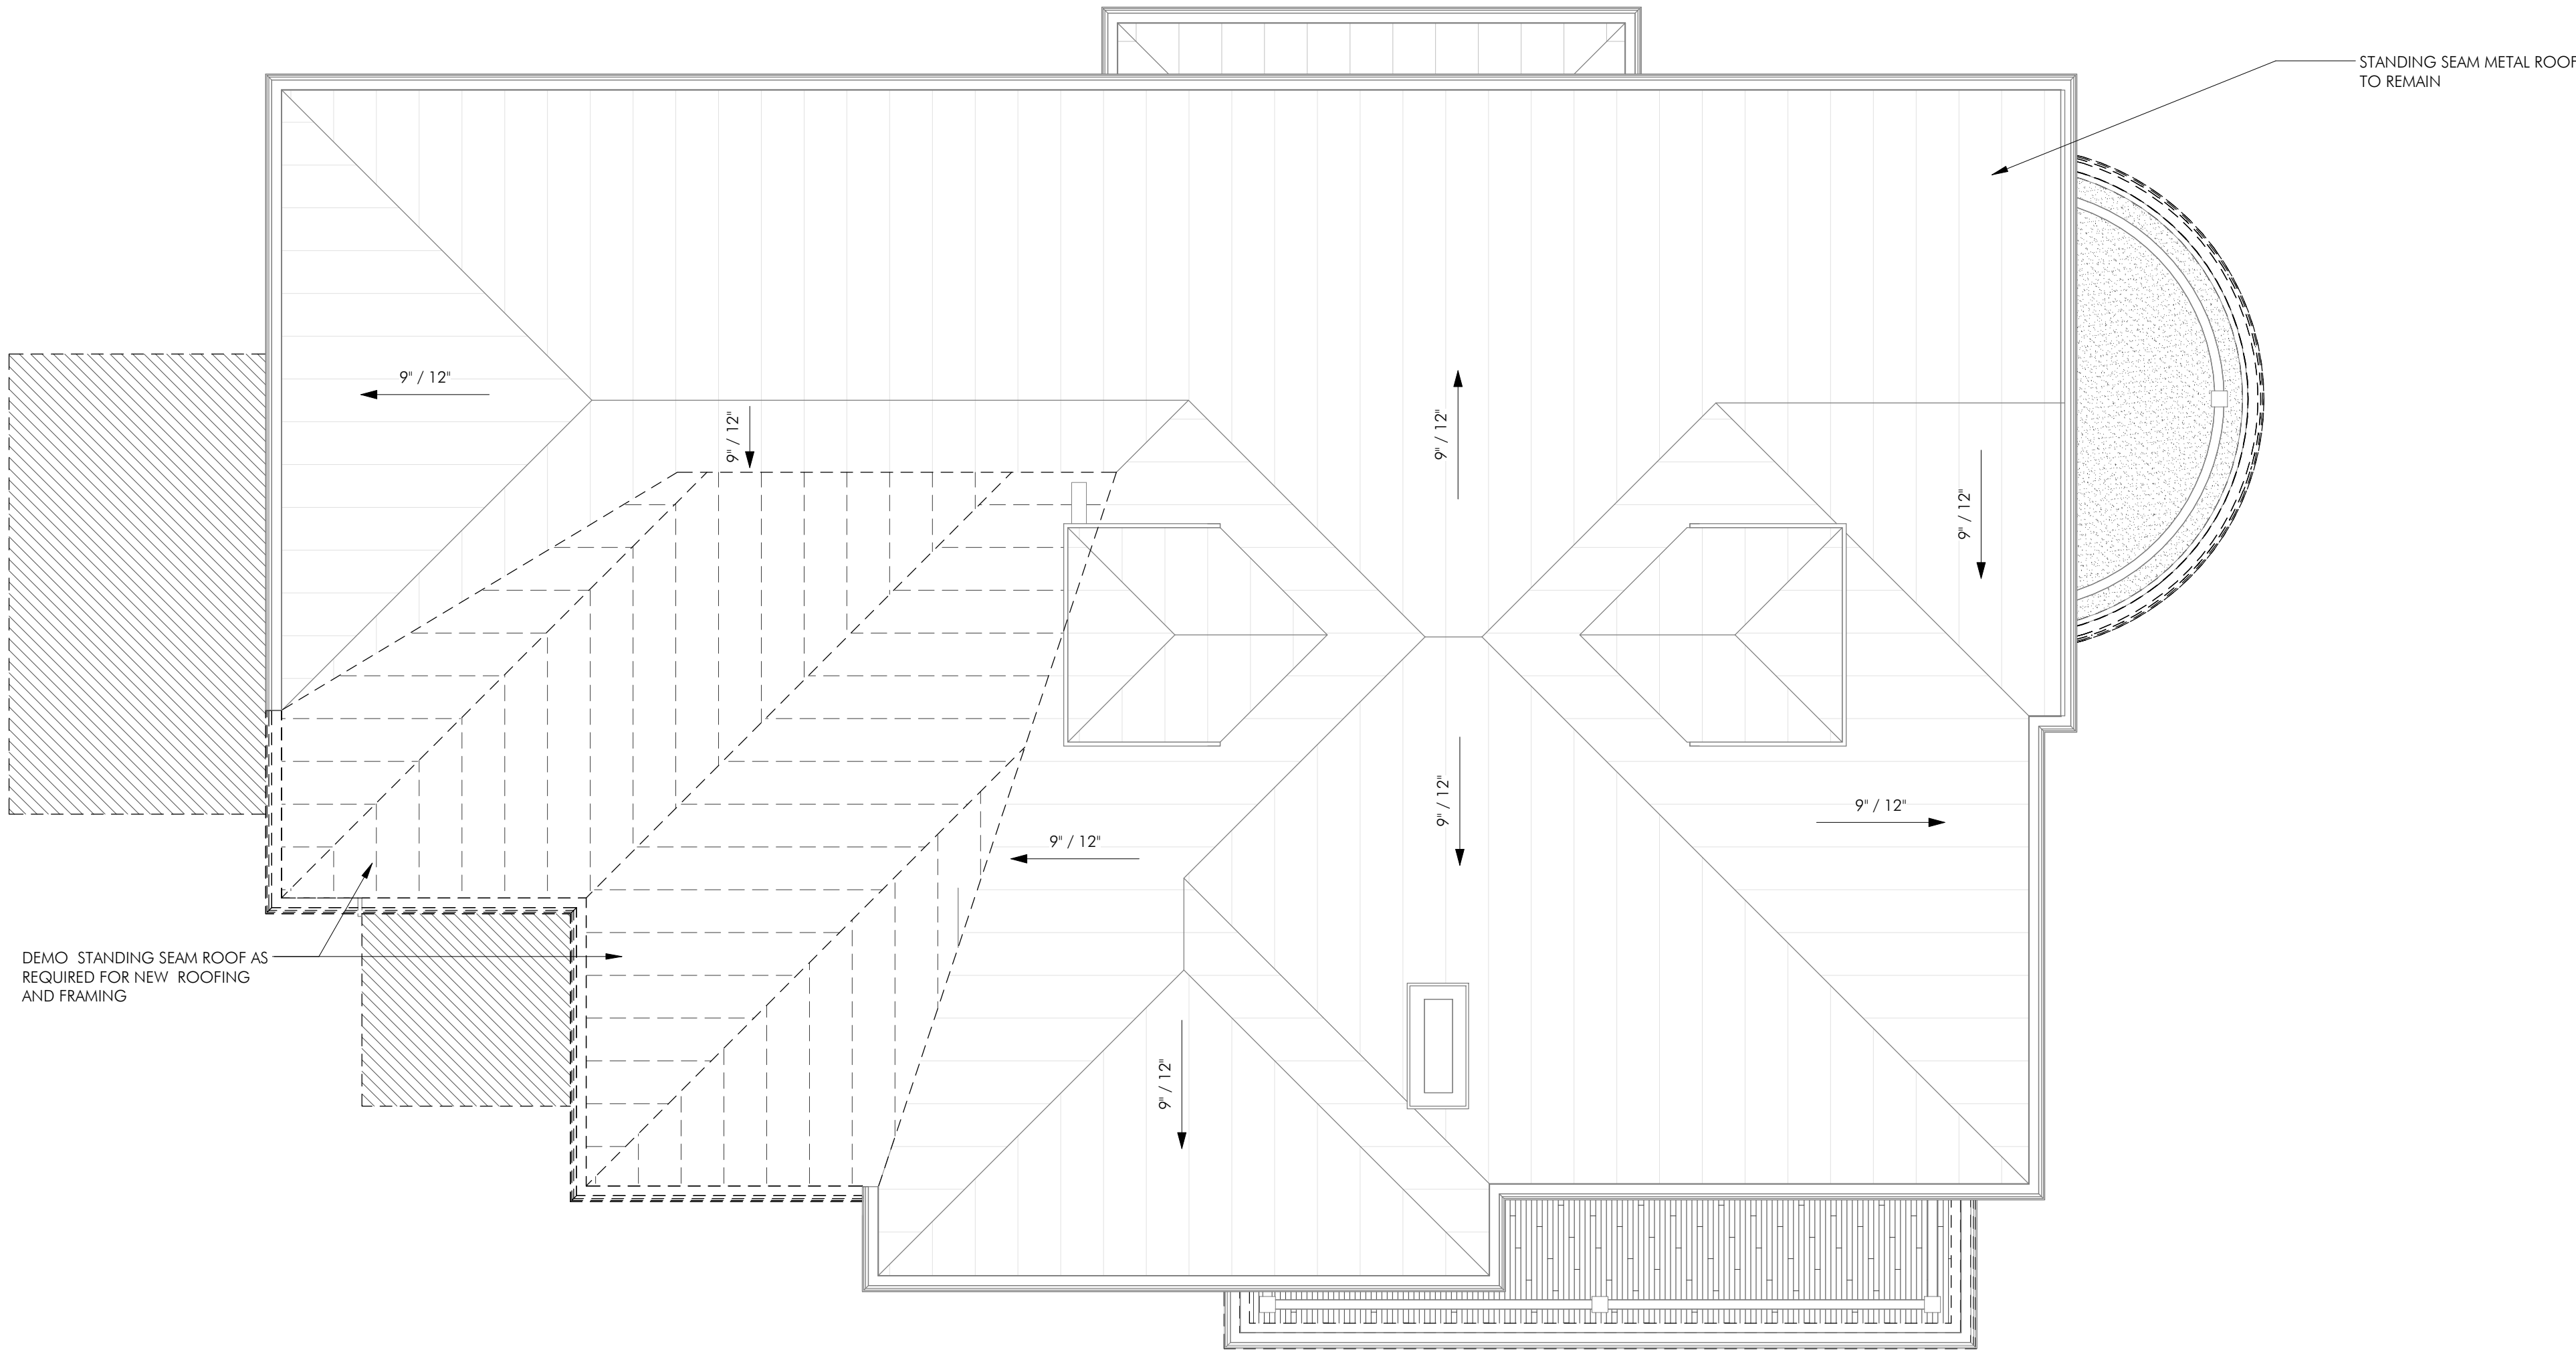 STANDING SEAM METAL ROOF
TO REMAIN
9" / 12"
9" / 12"
9" / 12"
9" / 12"
9" / 12"
9" / 12"
9" / 12"
9" / 12"
DEMO STANDING SEAM ROOF AS
REQUIRED FOR NEW ROOFING
AND FRAMING